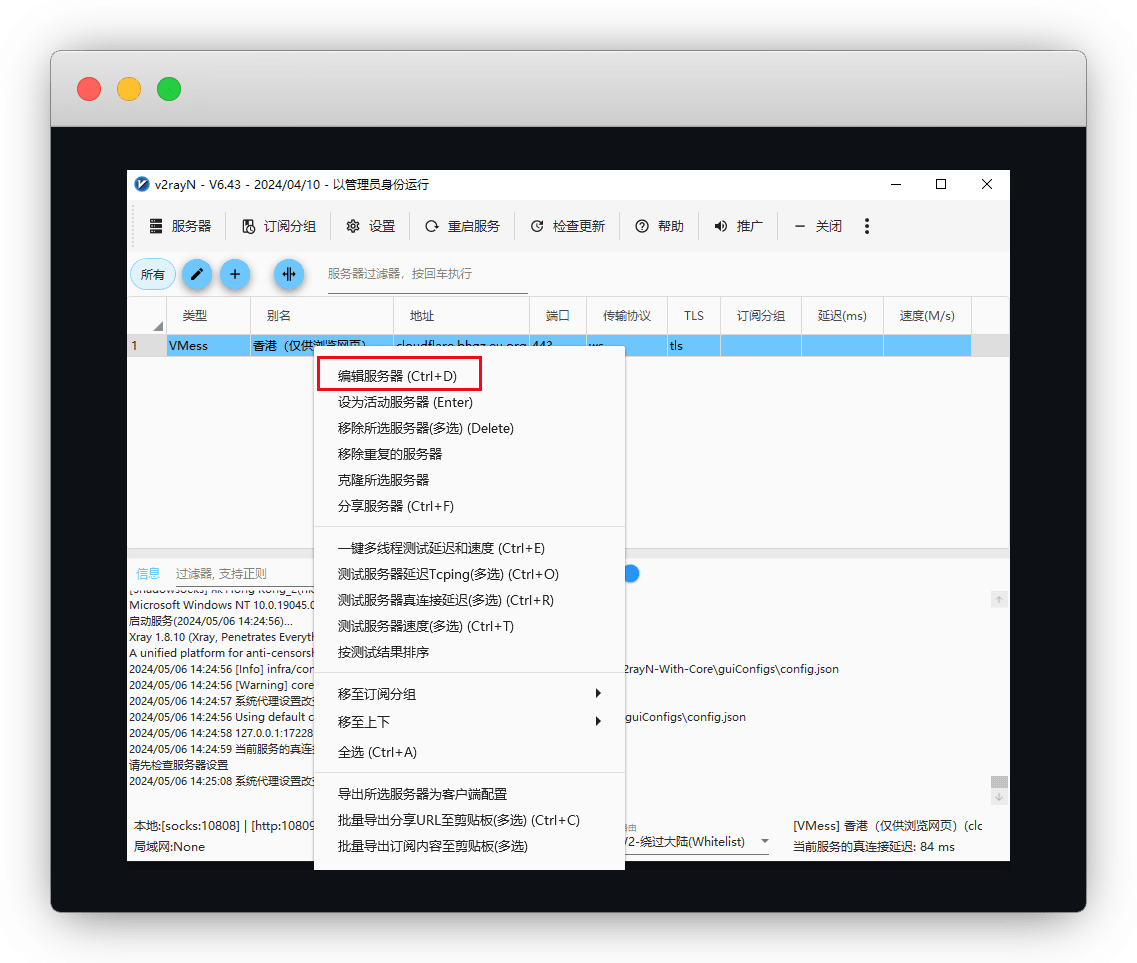 v2rayN - V6.43 - 2024/04/10 - 以管理员身份运行
服务器 订阅分组 设置 重启服务 检查更新 帮助 推广 关闭
所有 服务器过滤器，按回车执行
类型 别名 地址 端口 传输协议 TLS 订阅分组 延迟(ms) 速度(M/s)
1 VMess 香港（仅供浏览网页） cloudflare.bbgz.eu.org 443 ws tls
编辑服务器 (Ctrl+D)
设为活动服务器 (Enter)
移除所选服务器(多选) (Delete)
移除重复的服务器
克隆所选服务器
分享服务器 (Ctrl+F)
一键多线程测试延迟和速度 (Ctrl+E)
测试服务器延迟Tcping(多选) (Ctrl+O)
测试服务器真连接延迟(多选) (Ctrl+R)
测试服务器速度(多选) (Ctrl+T)
按测试结果排序
移至订阅分组
移至上下
全选 (Ctrl+A)
导出所选服务器为客户端配置
批量导出分享URL至剪贴板(多选) (Ctrl+C)
批量导出订阅内容至剪贴板(多选)
信息 过滤器, 支持正则
Microsoft Windows NT 10.0.19045.0
启动服务(2024/05/06 14:24:56)...
Xray 1.8.10 (Xray, Penetrates Everyth
A unified platform for anti-censorsh
2024/05/06 14:24:56 [Info] infra/con 2rayN-With-Core\guiConfigs\config.json
2024/05/06 14:24:56 [Warning] core
2024/05/06 14:24:57 系统代理设置改变
2024/05/06 14:24:56 Using default c guiConfigs\config.json
2024/05/06 14:24:58 127.0.0.1:17228
2024/05/06 14:24:59 当前服务的真连接
请先检查服务器设置
2024/05/06 14:25:08 系统代理设置改变
本地:[socks:10808] | [http:10809
局域网:None
由
V2-绕过大陆(Whitelist)
[VMess] 香港（仅供浏览网页）(clc
当前服务的真连接延迟: 84 ms